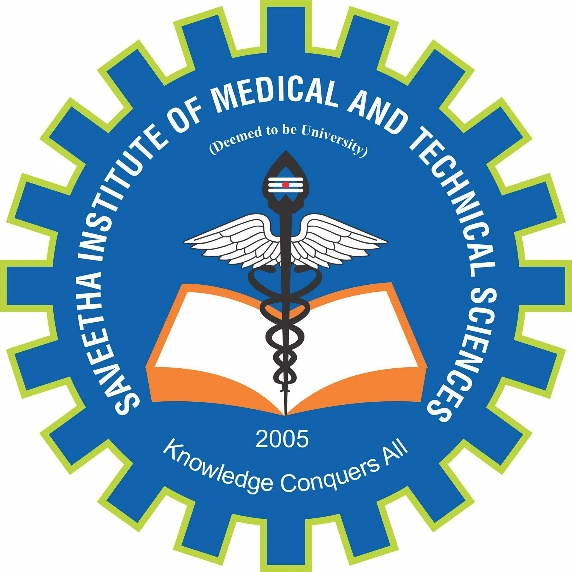 SAVEETHA INSTITUTE OF MEDICAL AND TECHNICAL SCIENCES
(Deemed to be University)
2005
Knowledge Conquers All